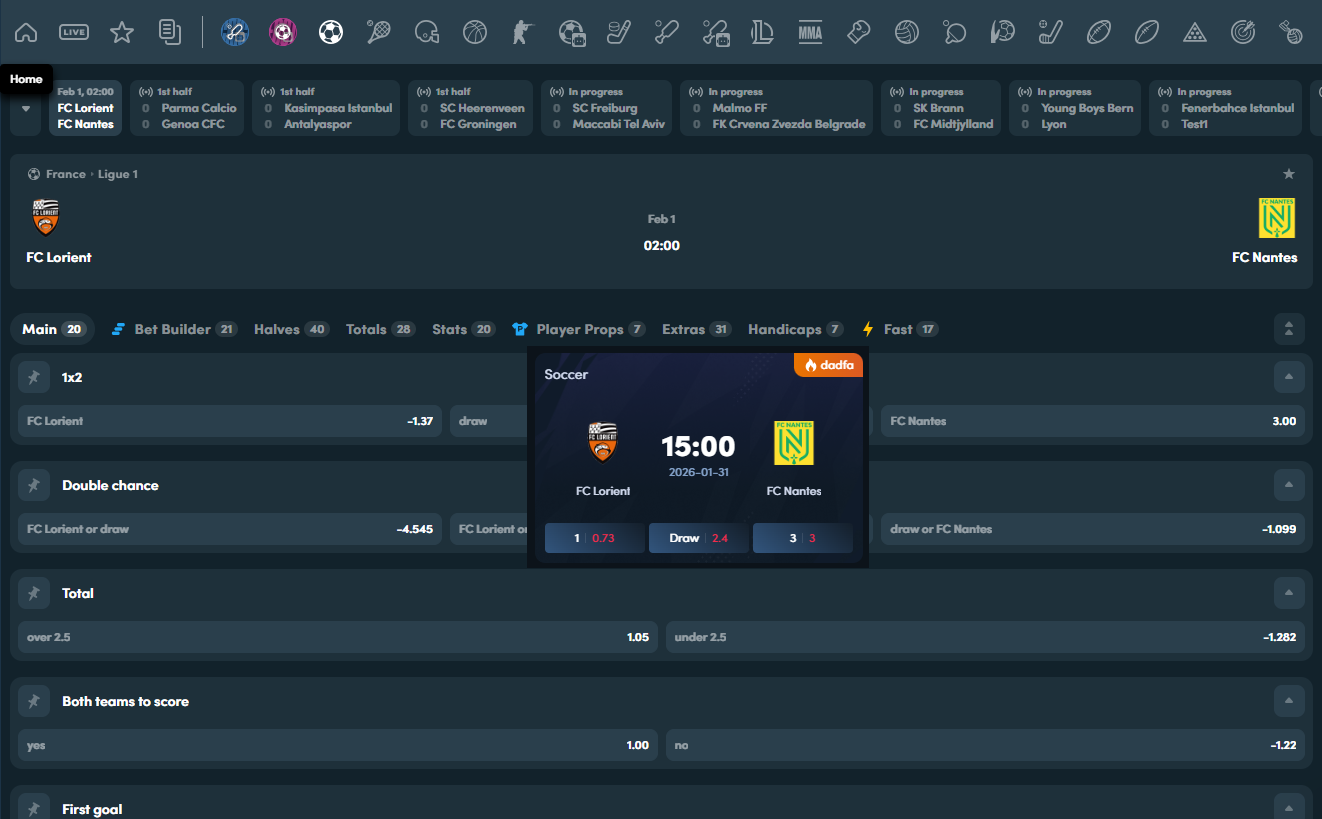 LIVE
MMA
Home
Feb 1, 02:00
FC Lorient
FC Nantes
1st half
0 Parma Calcio
0 Genoa CFC
1st half
0 Kasimpasa Istanbul
0 Antalyaspor
1st half
0 SC Heerenveen
0 FC Groningen
In progress
0 SC Freiburg
0 Maccabi Tel Aviv
In progress
0 Malmo FF
0 FK Crvena Zvezda Belgrade
In progress
0 SK Brann
0 FC Midtjylland
In progress
0 Young Boys Bern
0 Lyon
In progress
0 Fenerbahce Istanbul
0 Test1
France · Ligue 1
FC LORIENT
FC Lorient
Feb 1
02:00
FC NANTES
FC Nantes
Main 20 Bet Builder 21 Halves 40 Totals 28 Stats 20 Player Props 7 Extras 31 Handicaps 7 Fast 17
1x2
FC Lorient -1.37 draw FC Nantes 3.00
Double chance
FC Lorient or draw -4.545 FC Lorient or draw or FC Nantes -1.099
Soccer
dadfa
FC LORIENT
FC NANTES
15:00
2026-01-31
FC Lorient FC Nantes
1 0.73 Draw 2.4 3 3
Total
over 2.5 1.05 under 2.5 -1.282
Both teams to score
yes 1.00 no -1.22
First goal